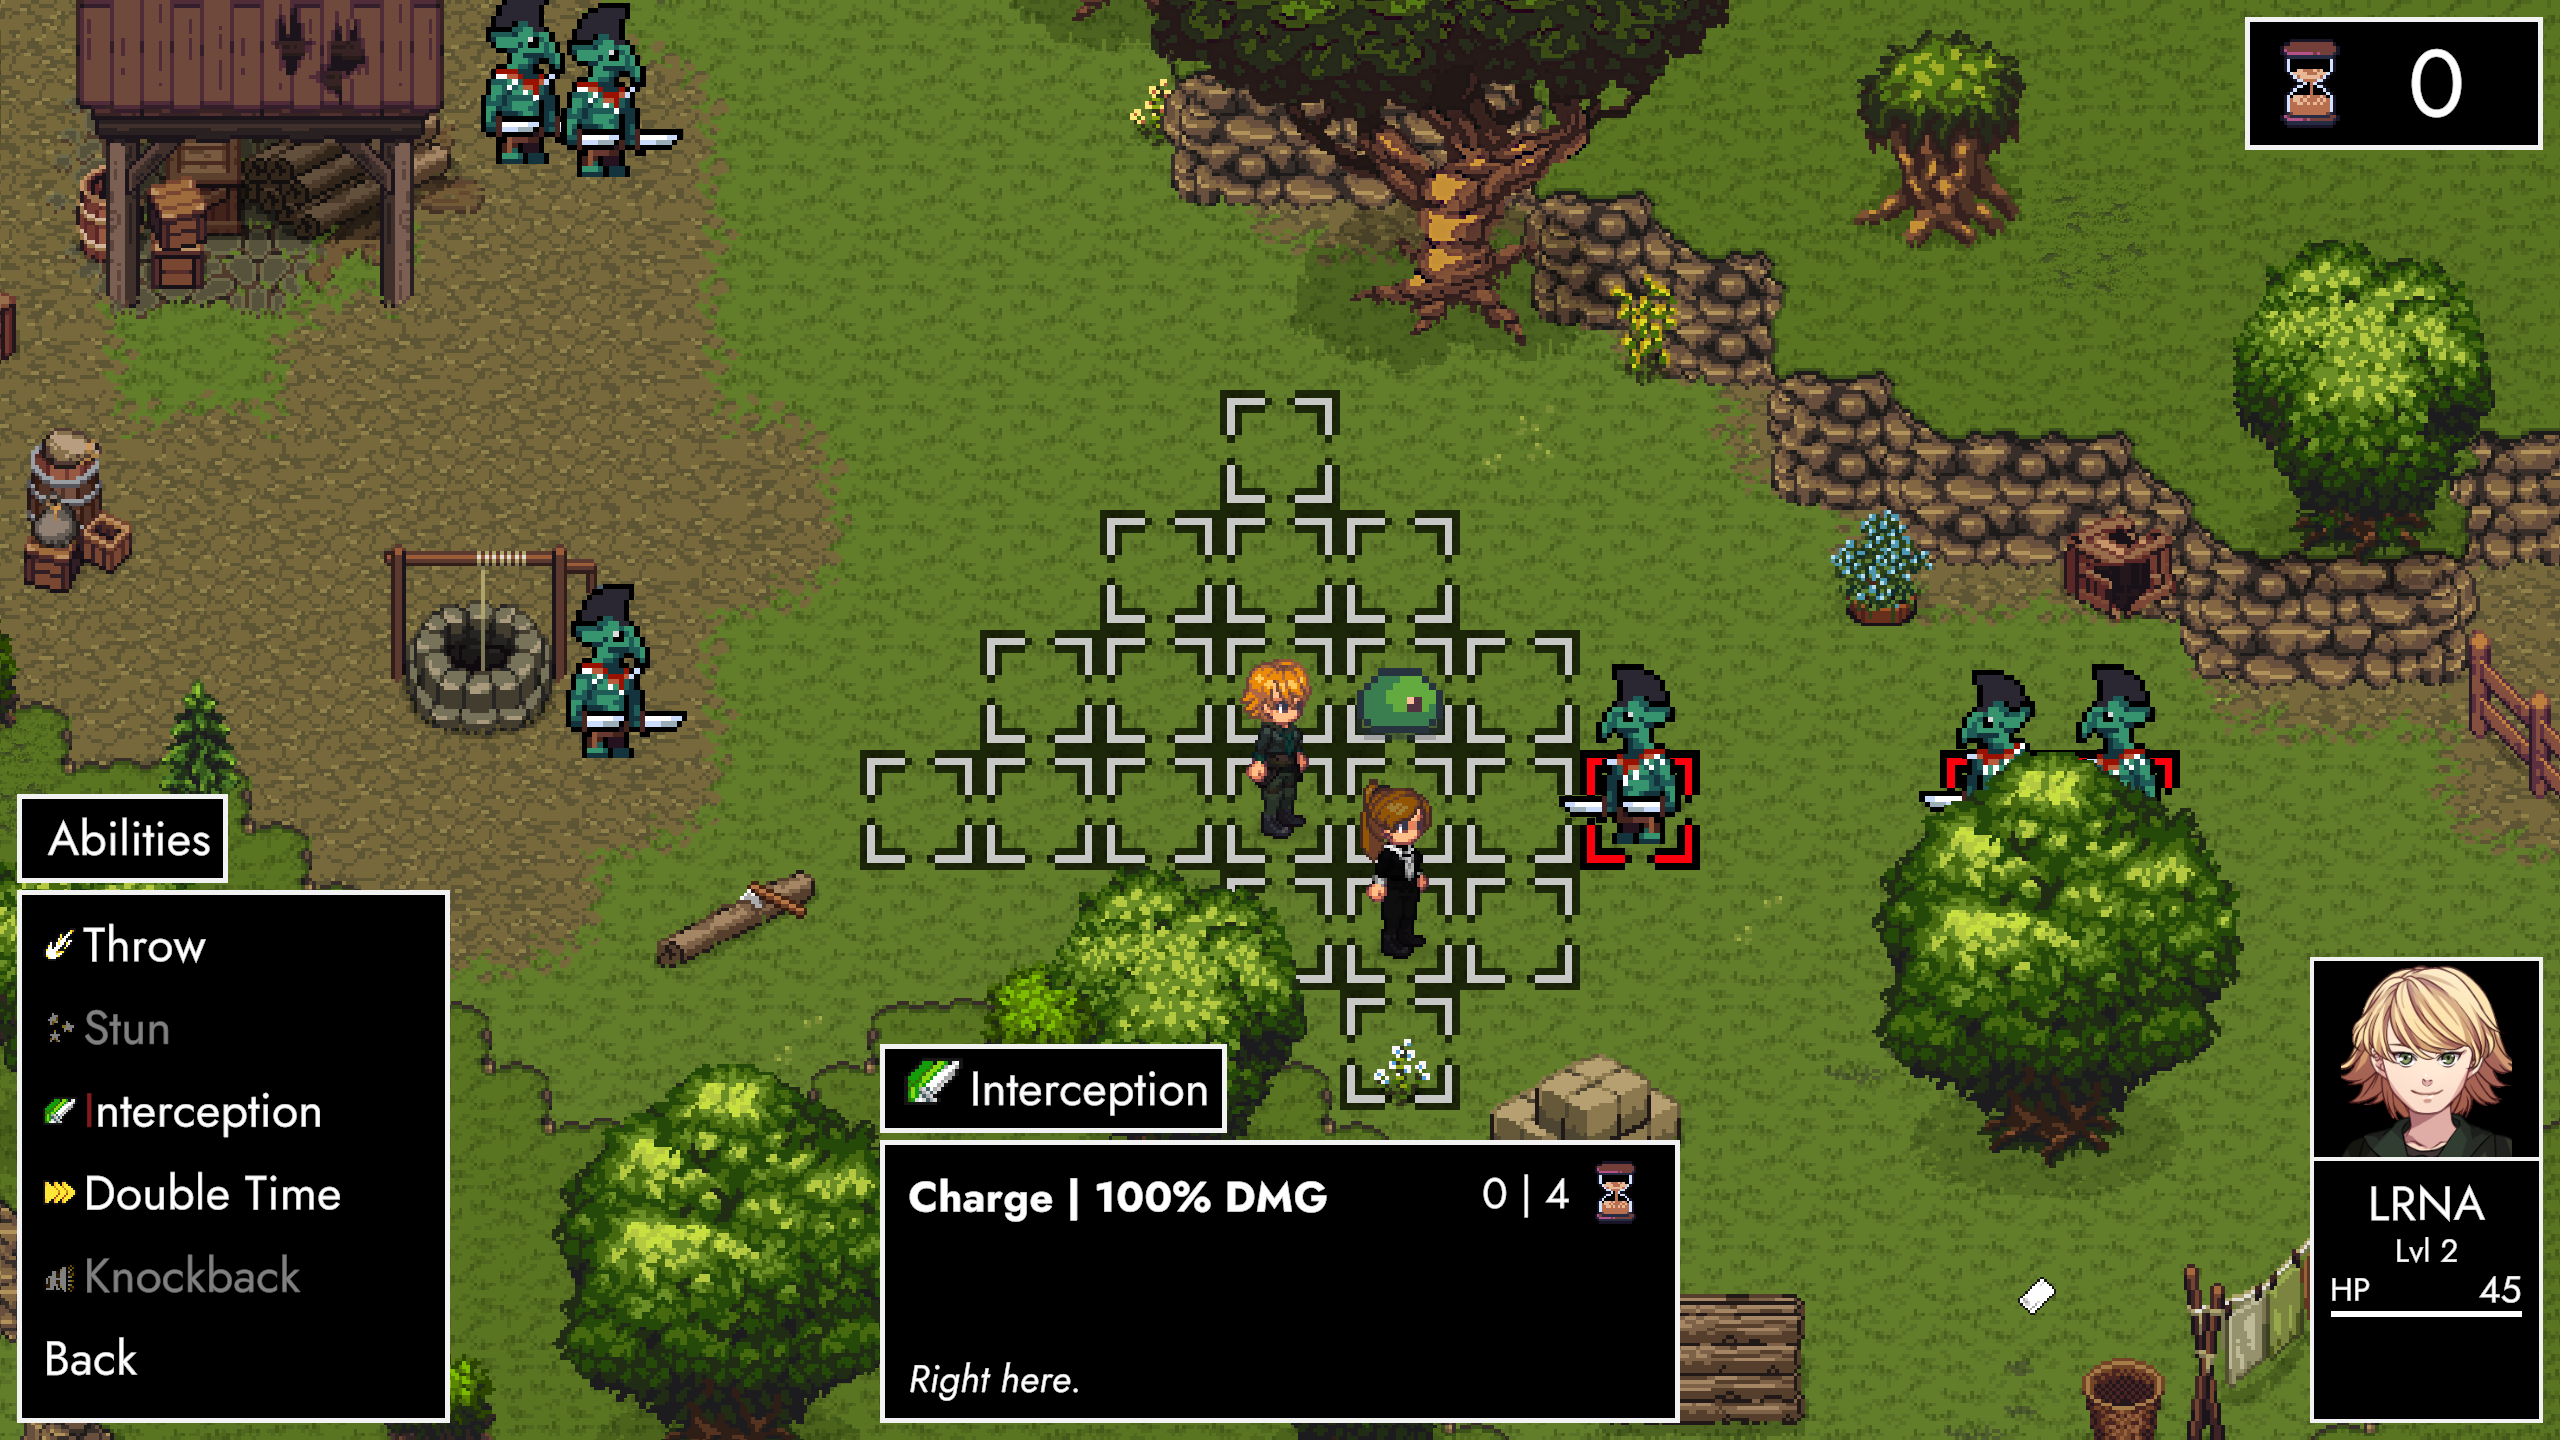 0
Abilities
Throw
Stun
Interception
Double Time
Knockback
Back
Interception
Charge | 100% DMG
0 | 4
Right here.
LRNA
Lvl 2
HP 45